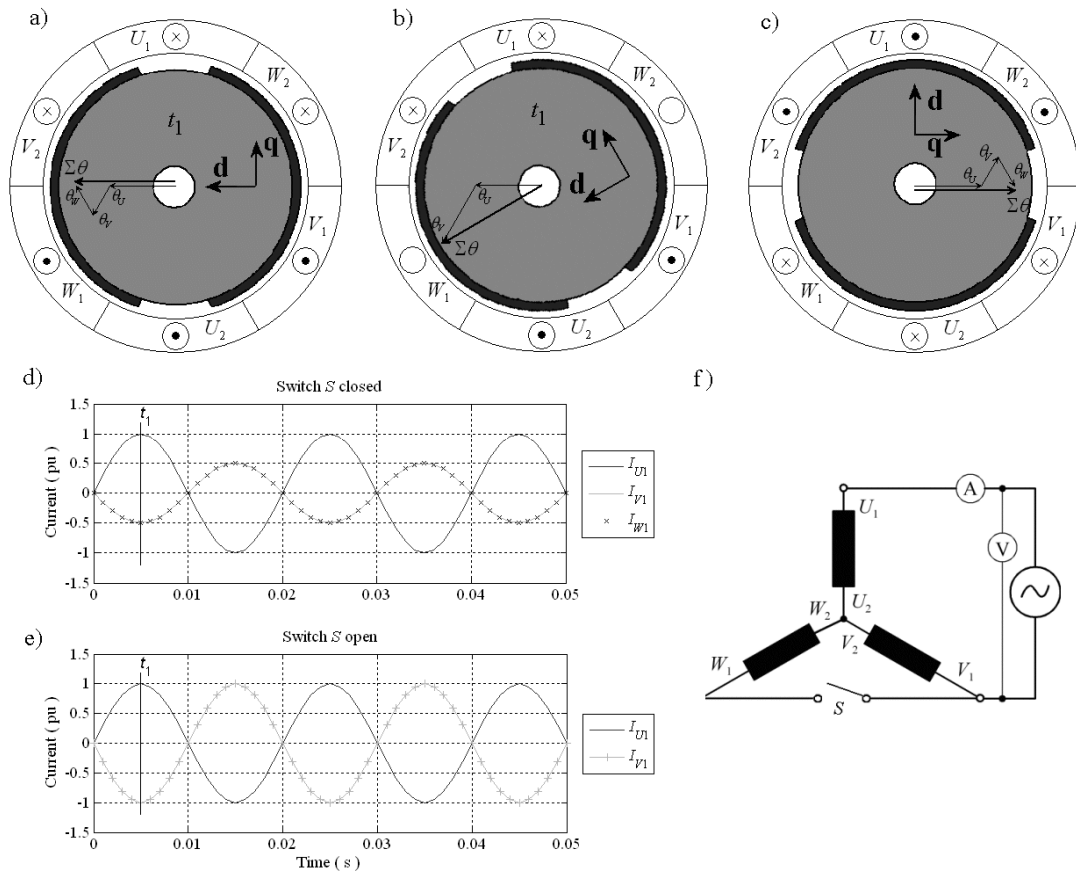 a)
U1
W2
V1
U2
W1
V2
t1
q
d
Σθ
θU
θV
θW
b)
U1
W2
V1
U2
W1
V2
t1
q
d
θU
θV
Σθ
c)
U1
W2
V1
U2
W1
V2
d
q
θU
θV
θW
Σθ
d)
Switch S closed
t1
Current ( pu )
1.5
1
0.5
0
-0.5
-1
-1.5
0 0.01 0.02 0.03 0.04 0.05
IU1
IV1
IW1
e)
Switch S open
t1
Current ( pu )
1.5
1
0.5
0
-0.5
-1
-1.5
0 0.01 0.02 0.03 0.04 0.05
Time ( s )
IU1
IV1
f )
A
V
U1
U2
W2
V2
W1
V1
S